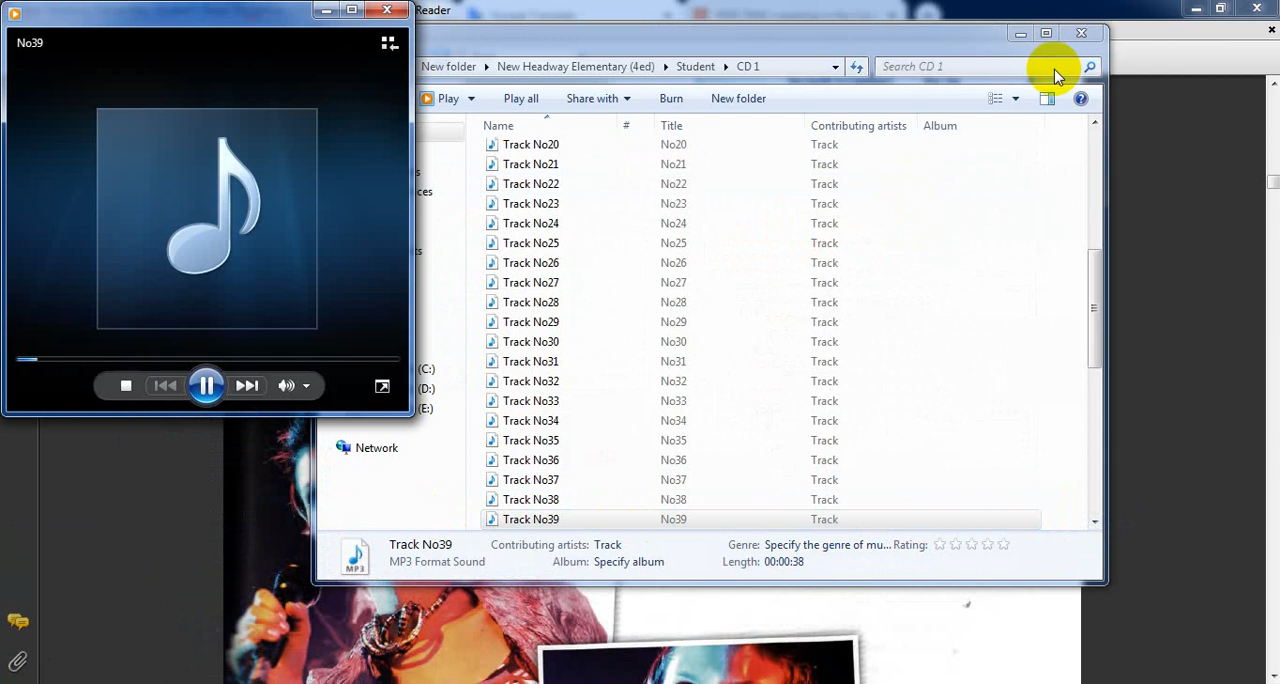 Reader
No39
New folder New Headway Elementary (4ed) Student CD 1
Search CD 1
Play Play all Share with Burn New folder
Name # Title Contributing artists Album
Track No20 No20 Track
Track No21 No21 Track
Track No22 No22 Track
Track No23 No23 Track
Track No24 No24 Track
Track No25 No25 Track
Track No26 No26 Track
Track No27 No27 Track
Track No28 No28 Track
Track No29 No29 Track
Track No30 No30 Track
Track No31 No31 Track
Track No32 No32 Track
Track No33 No33 Track
Track No34 No34 Track
Track No35 No35 Track
Track No36 No36 Track
Track No37 No37 Track
Track No38 No38 Track
Track No39 No39 Track
(C:)
(D:)
(E:)
Network
Track No39 Contributing artists: Track Genre: Specify the genre of mu... Rating:
MP3 Format Sound Album: Specify album Length: 00:00:38
MP3